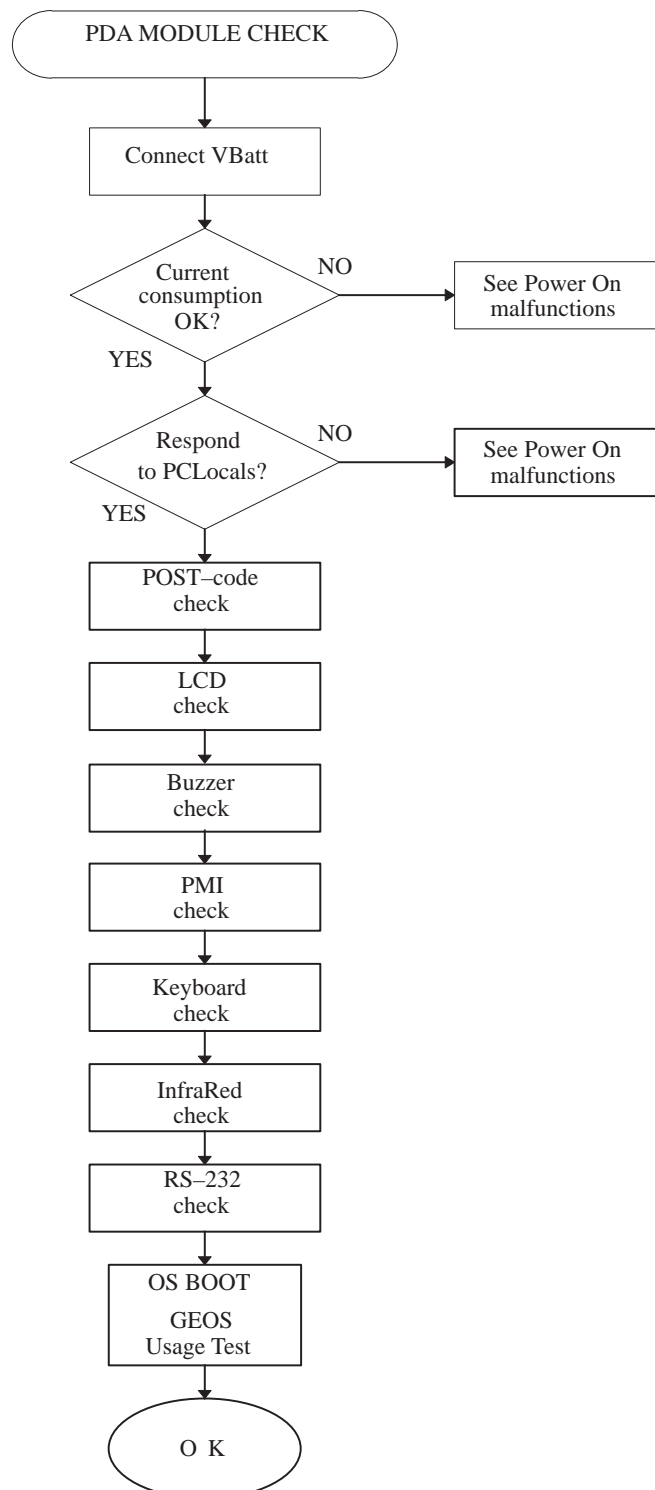 PDA MODULE CHECK
Connect VBatt
Current
consumption
OK?
NO
See Power On
malfunctions
YES
Respond
to PCLocals?
NO
See Power On
malfunctions
YES
POST–code
check
LCD
check
Buzzer
check
PMI
check
Keyboard
check
InfraRed
check
RS–232
check
OS BOOT
GEOS
Usage Test
O K